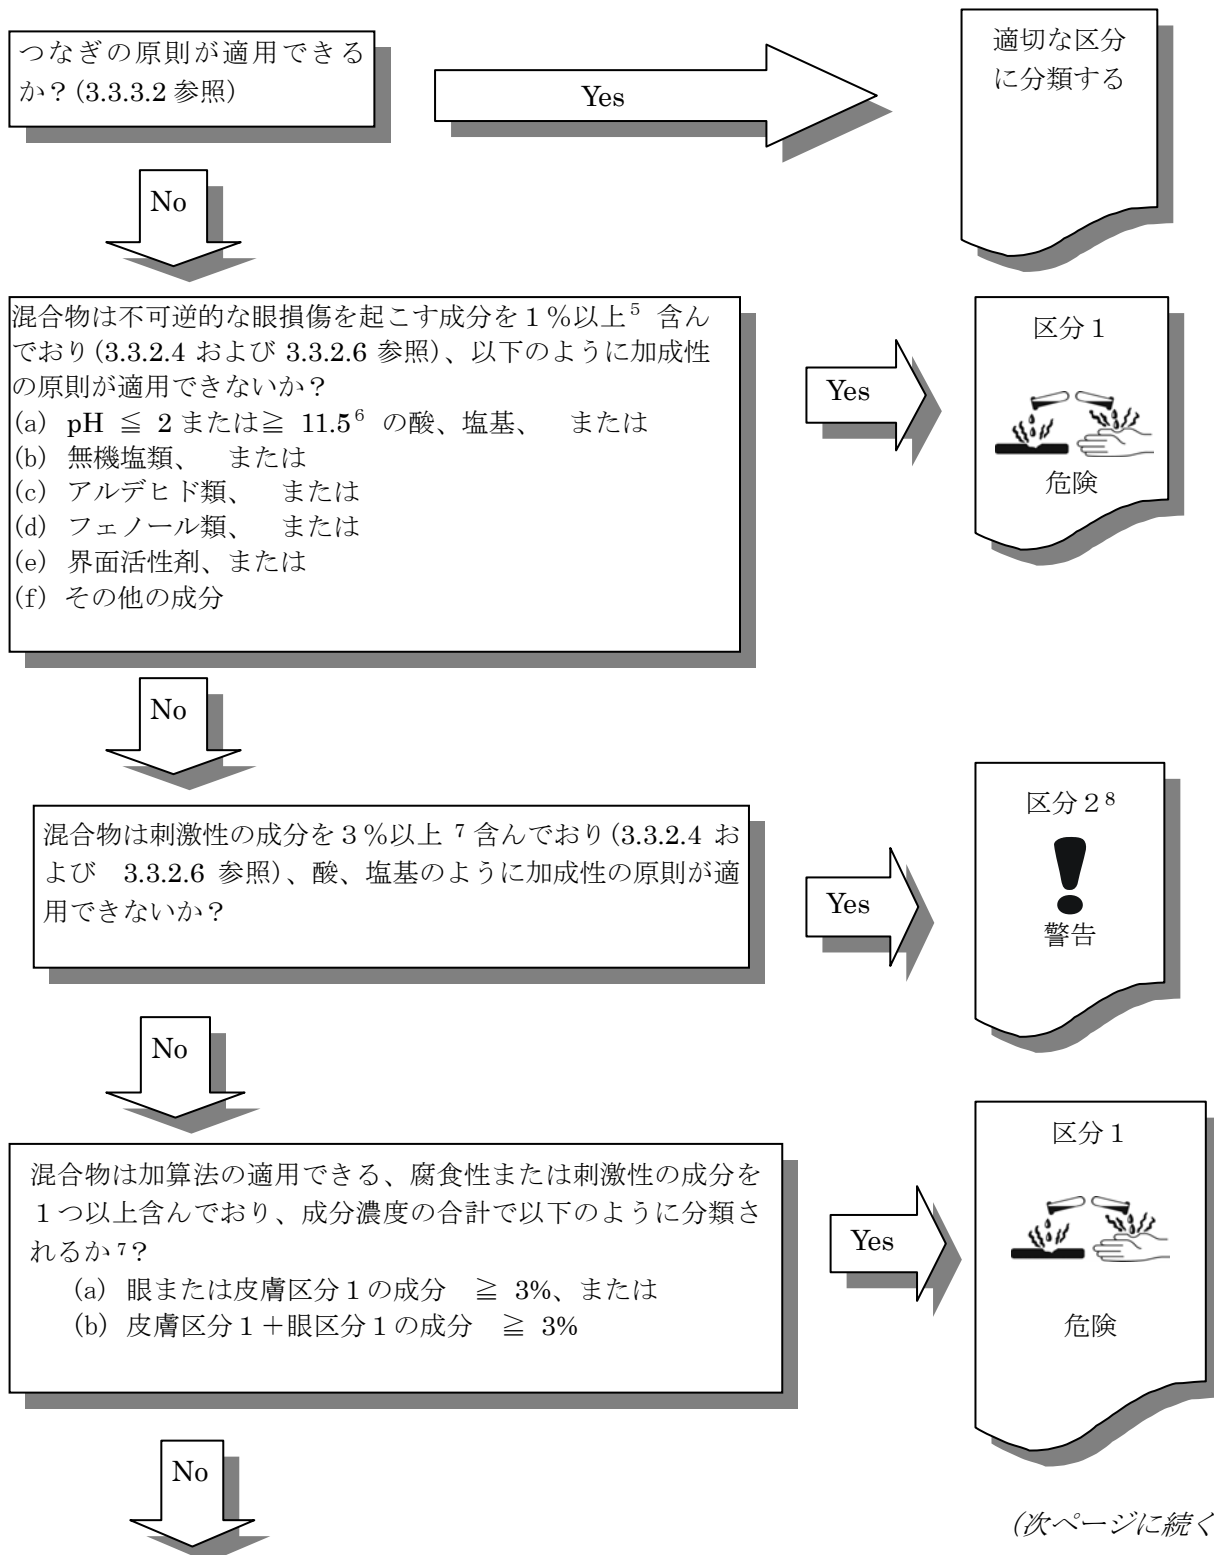 つなぎの原則が適用できる
か？(3.3.3.2 参照)
Yes
適切な区分
に分類する
No
混合物は不可逆的な眼損傷を起こす成分を１％以上⁵ 含ん
でおり(3.3.2.4 および 3.3.2.6 参照)、以下のように加成性
の原則が適用できないか？
(a) pH ≦ 2 または≧ 11.5⁶ の酸、塩基、 または
(b) 無機塩類、 または
(c) アルデヒド類、 または
(d) フェノール類、 または
(e) 界面活性剤、または
(f) その他の成分
Yes
区分１
危険
No
混合物は刺激性の成分を３％以上 ⁷ 含んでおり(3.3.2.4 お
よび 3.3.2.6 参照)、酸、塩基のように加成性の原則が適
用できないか？
Yes
区分２⁸
警告
No
混合物は加算法の適用できる、腐食性または刺激性の成分を
１つ以上含んでおり、成分濃度の合計で以下のように分類さ
れるか⁷？
(a) 眼または皮膚区分１の成分 ≧ 3%、または
(b) 皮膚区分１＋眼区分１の成分 ≧ 3%
Yes
区分１
危険
No
(次ページに続く